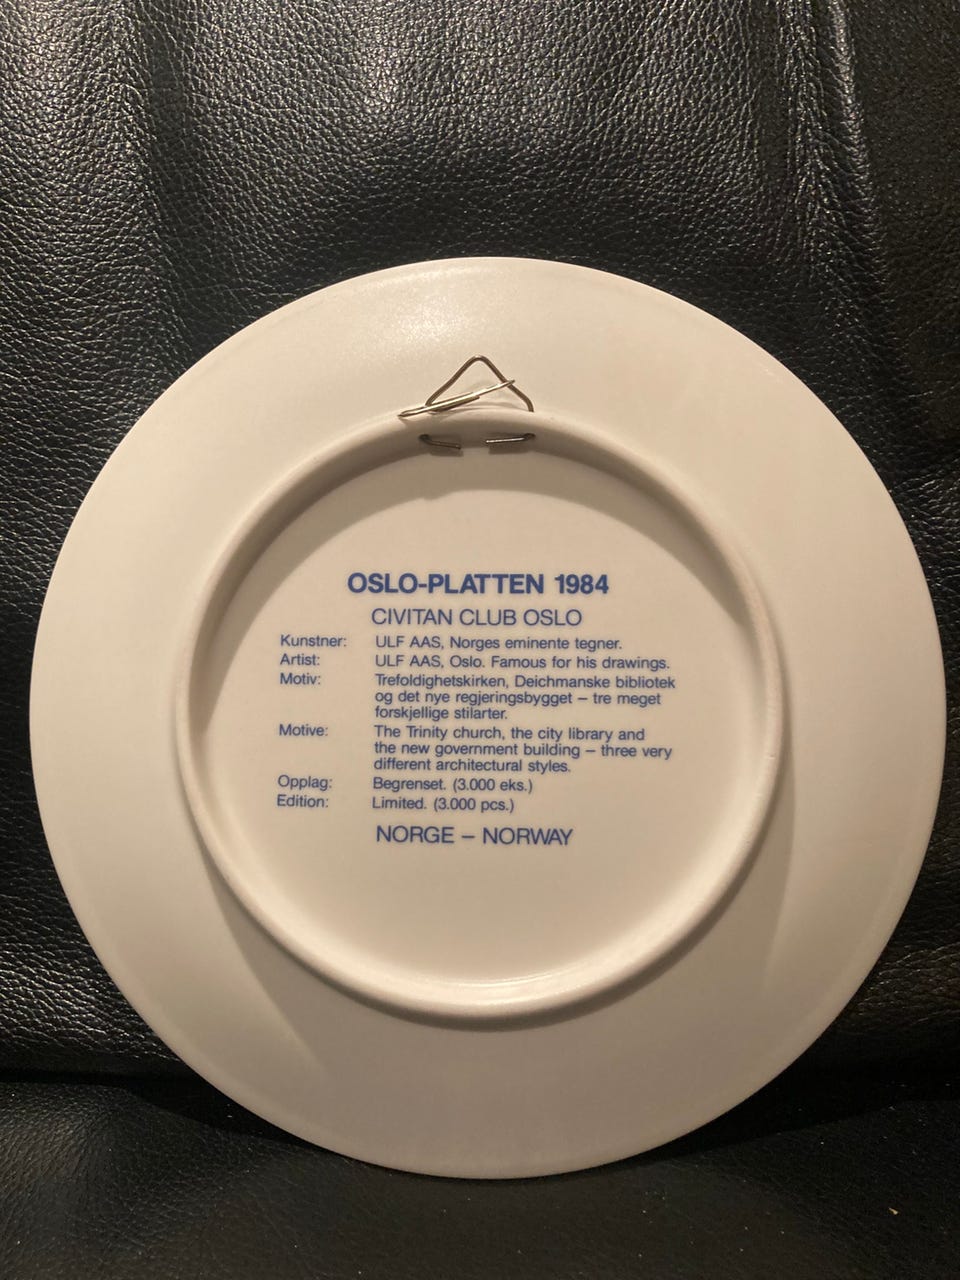 OSLO-PLATTEN 1984
CIVITAN CLUB OSLO
Kunstner: ULF AAS, Norges eminente tegner.
Artist: ULF AAS, Oslo. Famous for his drawings.
Motiv: Trefoldighetskirken, Deichmanske bibliotek
og det nye regjeringsbygget – tre meget
forskjellige stilarter.
Motive: The Trinity church, the city library and
the new government building – three very
different architectural styles.
Opplag: Begrenset. (3.000 eks.)
Edition: Limited. (3.000 pcs.)
NORGE – NORWAY